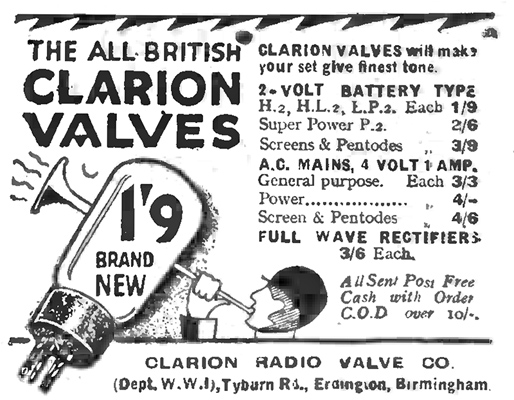 THE ALL-BRITISH
CLARION
VALVES
1'9
BRAND
NEW
CLARION VALVES will make
your set give finest tone.
2-VOLT BATTERY TYPE
H.2, H.L.2, L.P.2. Each 1/9
Super Power P.2. 2/6
Screens & Pentodes ,, 3/9
A.C. MAINS, 4 VOLT 1 AMP.
General purpose. Each 3/3
Power.................... ,, 4/-
Screen & Pentodes ,, 4/6
FULL WAVE RECTIFIERS
3/6 Each.
All Sent Post Free
Cash with Order
C.O.D over 10/-.
CLARION RADIO VALVE CO.
(Dept. W.W.1), Tyburn Rd., Erdington, Birmingham.